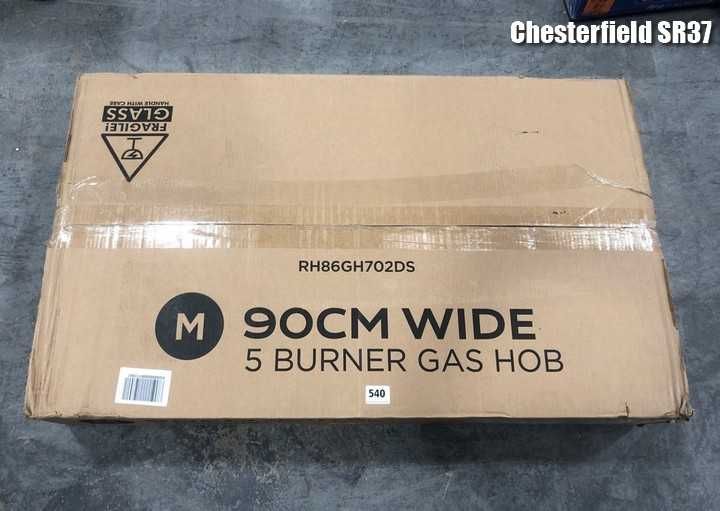 Chesterfield SR37
HANDLE WITH CARE
GLASS
FRAGILE!
RH86GH702DS
M
90CM WIDE
5 BURNER GAS HOB
540